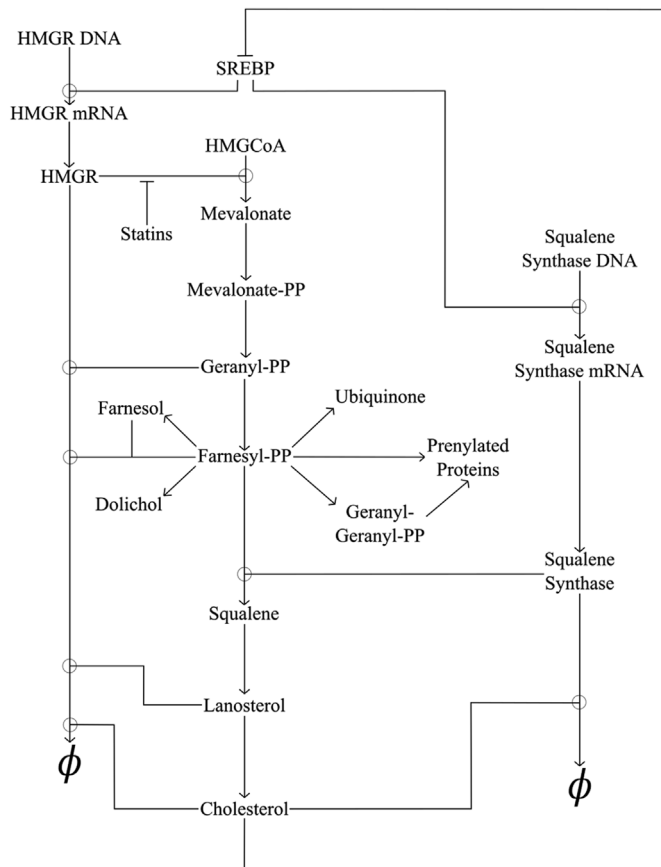 HMGR DNA
SREBP
HMGR mRNA
HMGCoA
HMGR
Mevalonate
Statins
Squalene
Synthase DNA
Mevalonate-PP
Squalene
Synthase mRNA
Geranyl-PP
Farnesol
Ubiquinone
Farnesyl-PP
Prenylated
Proteins
Dolichol
Geranyl-
Geranyl-PP
Squalene
Synthase
Squalene
Lanosterol
ϕ
ϕ
Cholesterol